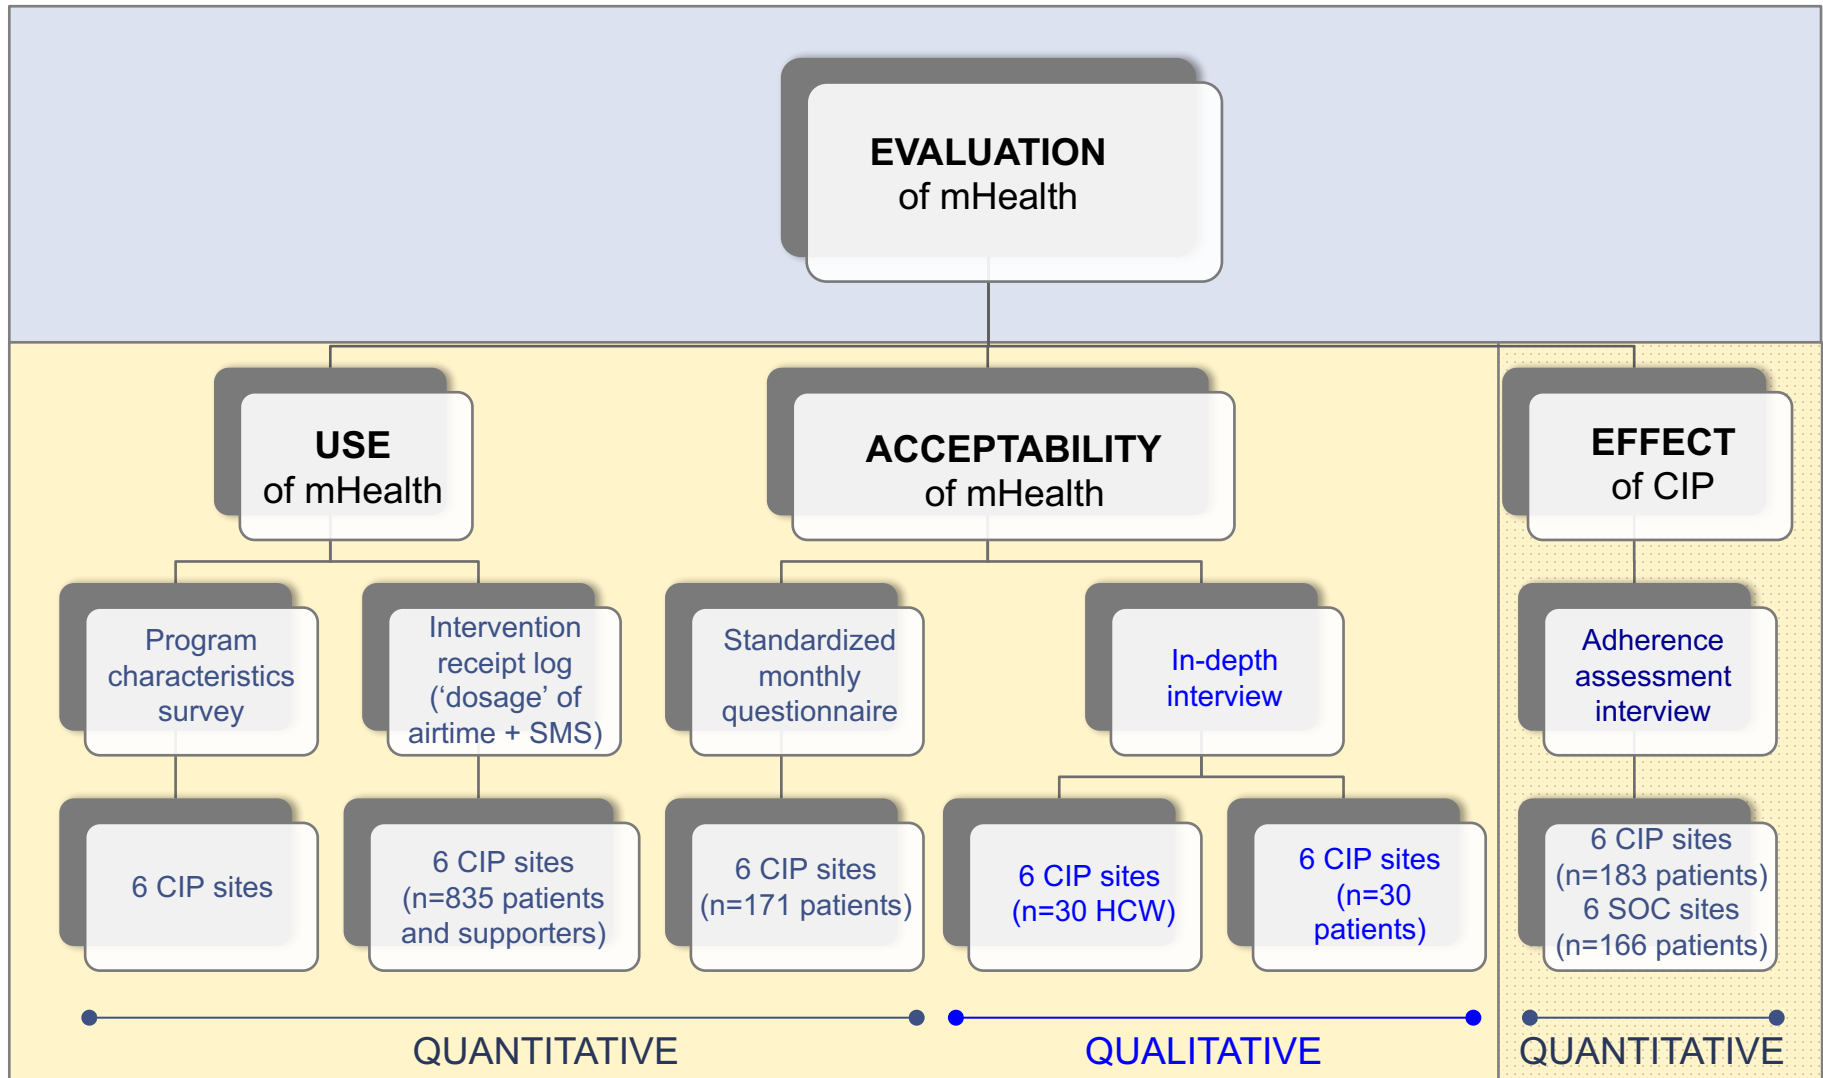 EVALUATION
of mHealth
USE
of mHealth
ACCEPTABILITY
of mHealth
EFFECT
of CIP
Program
characteristics
survey
Intervention
receipt log
(‘dosage’ of
airtime + SMS)
Standardized
monthly
questionnaire
In-depth
interview
Adherence
assessment
interview
6 CIP sites
6 CIP sites
(n=835 patients
and supporters)
6 CIP sites
(n=171 patients)
6 CIP sites
(n=30 HCW)
6 CIP sites
(n=30
patients)
6 CIP sites
(n=183 patients)
6 SOC sites
(n=166 patients)
QUANTITATIVE
QUALITATIVE
QUANTITATIVE